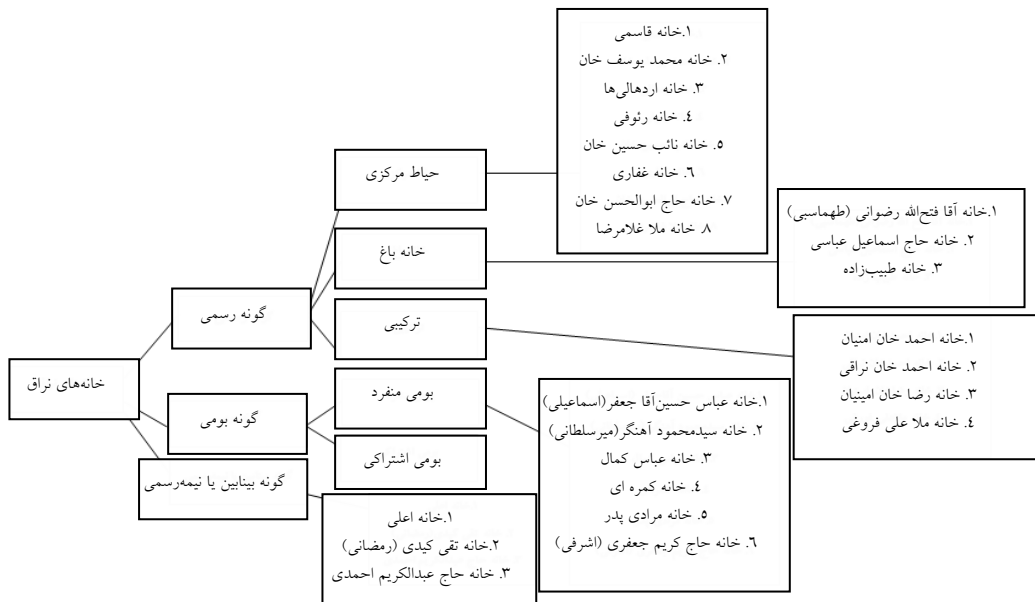 خانه‌های نراق
گونه رسمی
گونه بومی
گونه بینابین یا نیمه‌رسمی
حیاط مرکزی
خانه باغ
ترکیبی
بومی منفرد
بومی اشتراکی
۱.خانه قاسمی
۲. خانه محمد یوسف خان
۳. خانه اردهالی‌ها
٤. خانه رئوفی
۵. خانه نائب حسین خان
٦. خانه غفاری
۷. خانه حاج ابوالحسن خان
۸. خانه ملا غلامرضا
۱.خانه آقا فتح‌الله رضوانی (طهماسبی)
۲. خانه حاج اسماعیل عباسی
۳. خانه طبیب‌زاده
۱.خانه احمد خان امنیان
۲. خانه احمد خان نراقی
۳. خانه رضا خان امینیان
٤. خانه ملا علی فروغی
۱.خانه عباس حسین‌آقا جعفر(اسماعیلی)
۲. خانه سیدمحمود آهنگر(میرسلطانی)
۳. خانه عباس کمال
٤. خانه کمره ای
۵. خانه مرادی پدر
٦. خانه حاج کریم جعفری (اشرفی)
۱.خانه اعلی
۲.خانه تقی کیدی (رمضانی)
۳. خانه حاج عبدالکریم احمدی